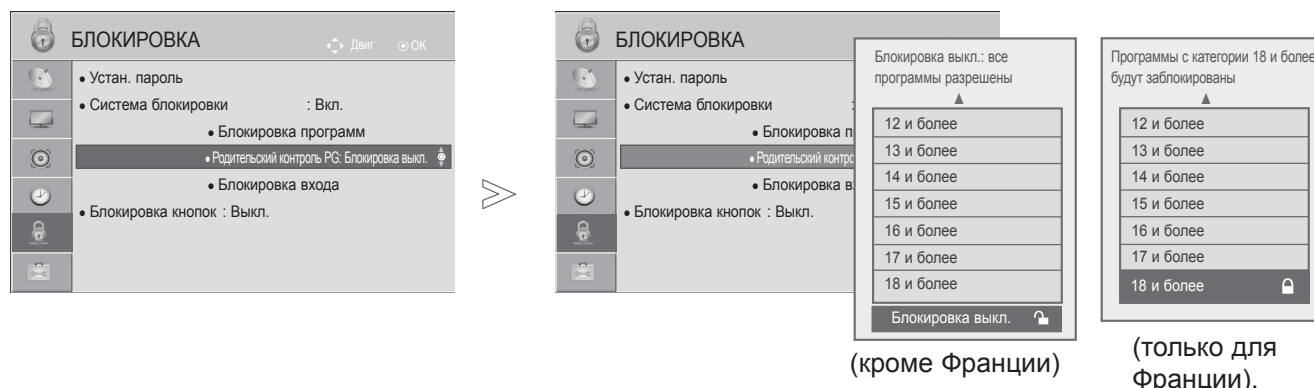 БЛОКИРОВКА
Двиг
OK
• Устан. пароль
• Система блокировки : Вкл.
• Блокировка программ
• Родительский контроль PG: Блокировка выкл.
• Блокировка входа
• Блокировка кнопок : Выкл.
БЛОКИРОВКА
• Устан. пароль
• Система блокировки :
• Блокировка п
• Родительский контро
• Блокировка в
• Блокировка кнопок : Выкл.
Блокировка выкл.: все
программы разрешены
12 и более
13 и более
14 и более
15 и более
16 и более
17 и более
18 и более
Блокировка выкл.
(кроме Франции)
Программы с категории 18 и более
будут заблокированы
12 и более
13 и более
14 и более
15 и более
16 и более
17 и более
18 и более
(только для
Франции).